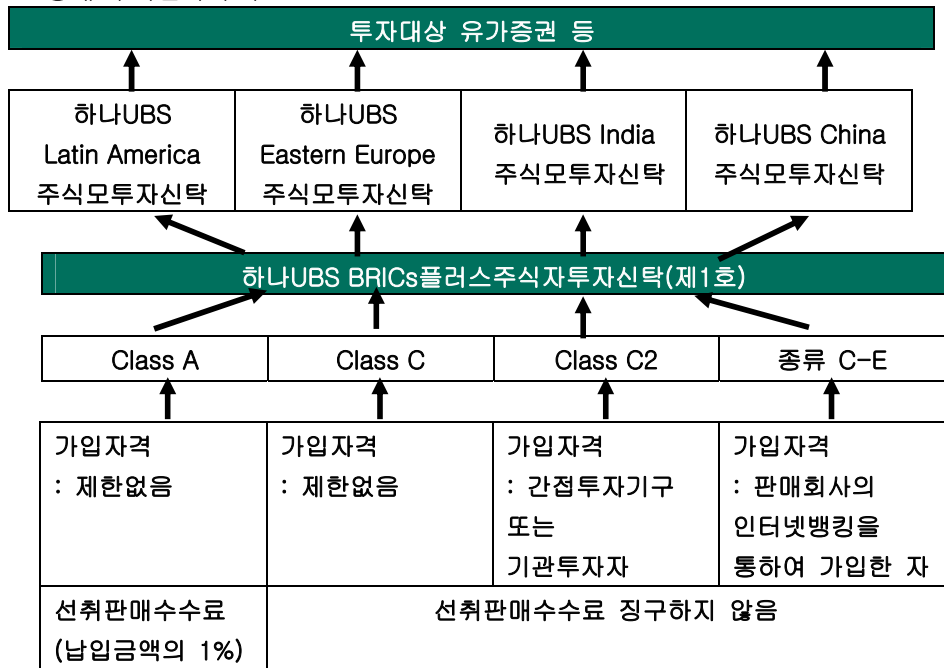 투자대상 유가증권 등
하나UBS
Latin America
주식모투자신탁
하나UBS
Eastern Europe
주식모투자신탁
하나UBS India
주식모투자신탁
하나UBS China
주식모투자신탁
하나UBS BRICs플러스주식자투자신탁(제1호)
Class A
Class C
Class C2
종류 C-E
가입자격
: 제한없음
가입자격
: 제한없음
가입자격
: 간접투자기구
또는
기관투자자
가입자격
: 판매회사의
인터넷뱅킹을
통하여 가입한 자
선취판매수수료
(납입금액의 1%)
선취판매수수료 징구하지 않음